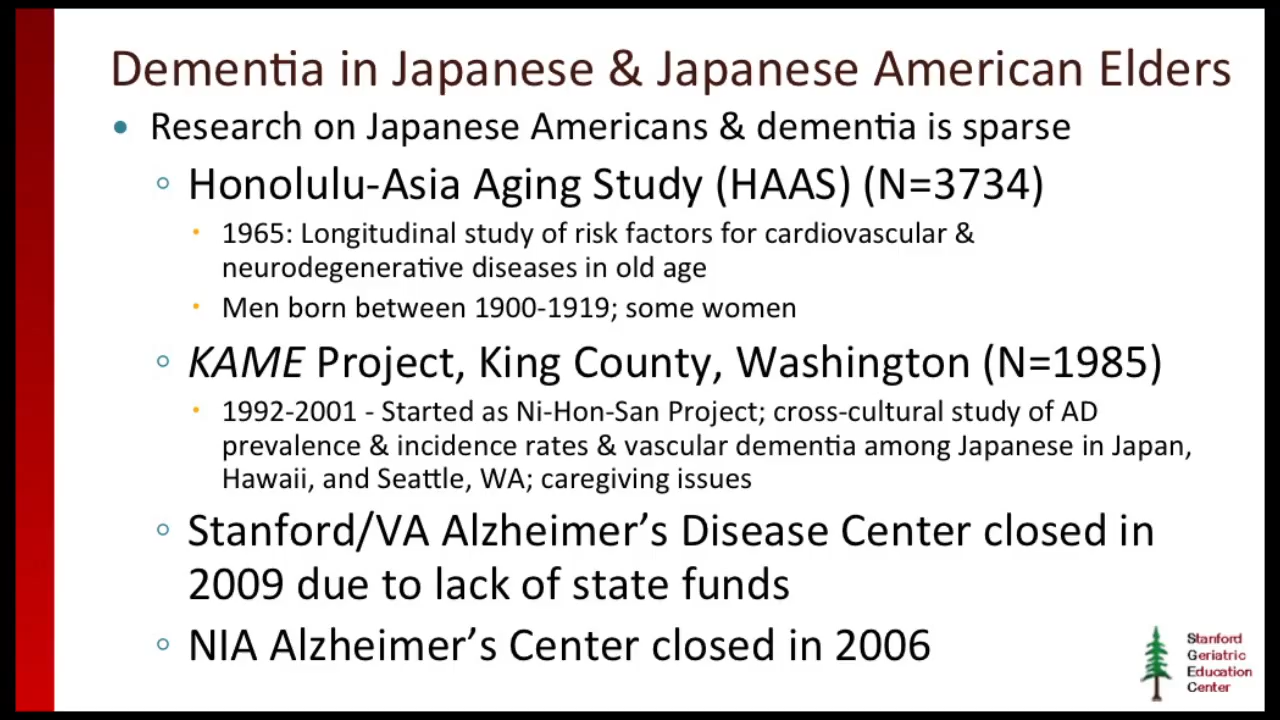 Dementia in Japanese & Japanese American Elders
• Research on Japanese Americans & dementia is sparse
◦ Honolulu-Asia Aging Study (HAAS) (N=3734)
• 1965: Longitudinal study of risk factors for cardiovascular &
neurodegenerative diseases in old age
• Men born between 1900-1919; some women
◦ KAME Project, King County, Washington (N=1985)
• 1992-2001 - Started as Ni-Hon-San Project; cross-cultural study of AD
prevalence & incidence rates & vascular dementia among Japanese in Japan,
Hawaii, and Seattle, WA; caregiving issues
◦ Stanford/VA Alzheimer’s Disease Center closed in
2009 due to lack of state funds
◦ NIA Alzheimer’s Center closed in 2006
Stanford
Geriatric
Education
Center